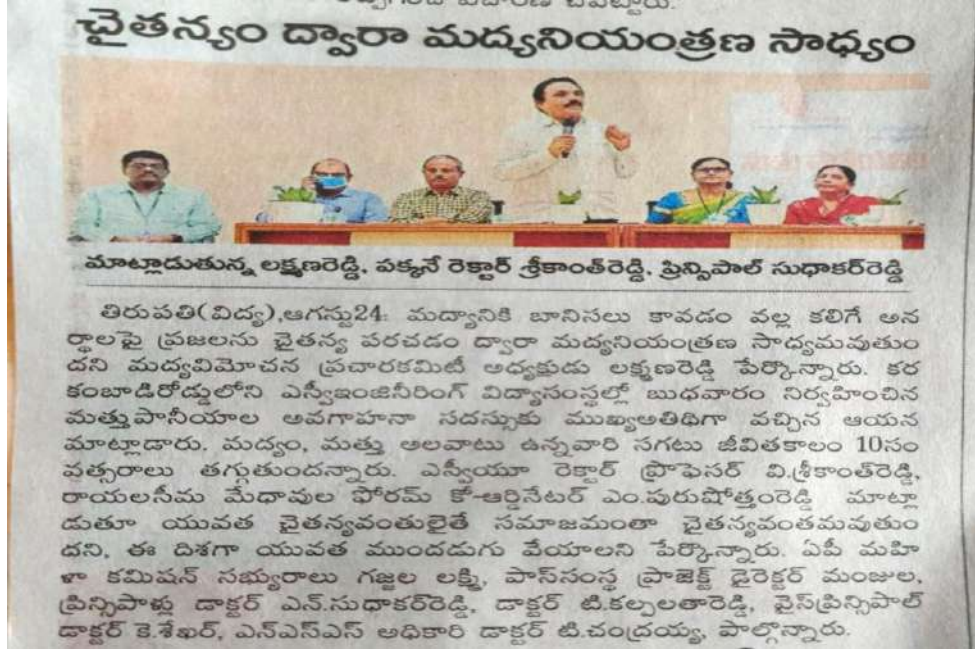 చైతన్యం ద్వారా మద్యనియంత్రణ సాధ్యం
మాట్లాడుతున్న లక్ష్మణరెడ్డి, పక్కనే రెక్టార్ శ్రీకాంత్‌రెడ్డి, ప్రిన్సిపాల్ సుధాకర్‌రెడ్డి
తిరుపతి(విద్య),ఆగస్టు24: మద్యానికి బానిసలు కావడం వల్ల కలిగే అన
ర్థాలపై ప్రజలను చైతన్య పరచడం ద్వారా మద్యనియంత్రణ సాధ్యమవుతుం
దని మద్యవిమోచన ప్రచారకమిటీ అధ్యక్షుడు లక్ష్మణరెడ్డి పేర్కొన్నారు. కర
కంబాడిరోడ్డులోని ఎస్వీఇంజినీరింగ్ విద్యాసంస్థల్లో బుధవారం నిర్వహించిన
మత్తుపానీయాల అవగాహనా సదస్సుకు ముఖ్యఅతిథిగా వచ్చిన ఆయన
మాట్లాడారు. మద్యం, మత్తు అలవాటు ఉన్నవారి సగటు జీవితకాలం 10సం
వత్సరాలు తగ్గుతుందన్నారు. ఎస్వీయూ రెక్టార్ ప్రొఫెసర్ వి.శ్రీకాంత్‌రెడ్డి,
రాయలసీమ మేధావుల ఫోరమ్ కో-ఆర్డినేటర్ ఎం.పురుషోత్తంరెడ్డి మాట్లా
డుతూ యువత చైతన్యవంతులైతే సమాజమంతా చైతన్యవంతమవుతుం
ధని, ఈ దిశగా యువత ముందడుగు వేయాలని పేర్కొన్నారు. ఏపీ మహి
ళా కమిషన్ సభ్యురాలు గజ్జల లక్ష్మి, పాస్‌సంస్థ ప్రాజెక్ట్ డైరెక్టర్ మంజుల,
ప్రిన్సిపాళ్లు డాక్టర్ ఎన్.సుధాకర్‌రెడ్డి, డాక్టర్ టి.కల్పలతారెడ్డి, వైస్‌ప్రిన్సిపాల్
డాక్టర్ కె.శేఖర్, ఎన్ఎస్ఎస్ అధికారి డాక్టర్ టి.చంద్రయ్య, పాల్గొన్నారు.